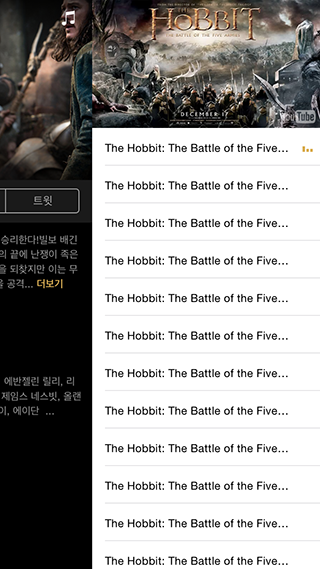 트윗
승리한다!빌보 배긴
의 끝에 난쟁이 족은
을 되찾지만 이는 무
을 공격... 더보기
에반젤린 릴리, 리
제임스 네스빗, 올랜
이, 에이단 ...
THE
HOBBIT
THE BATTLE OF THE FIVE ARMIES
DECEMBER 17
YouTube
The Hobbit: The Battle of the Five...
The Hobbit: The Battle of the Five...
The Hobbit: The Battle of the Five...
The Hobbit: The Battle of the Five...
The Hobbit: The Battle of the Five...
The Hobbit: The Battle of the Five...
The Hobbit: The Battle of the Five...
The Hobbit: The Battle of the Five...
The Hobbit: The Battle of the Five...
The Hobbit: The Battle of the Five...
The Hobbit: The Battle of the Five...
The Hobbit: The Battle of the Five...